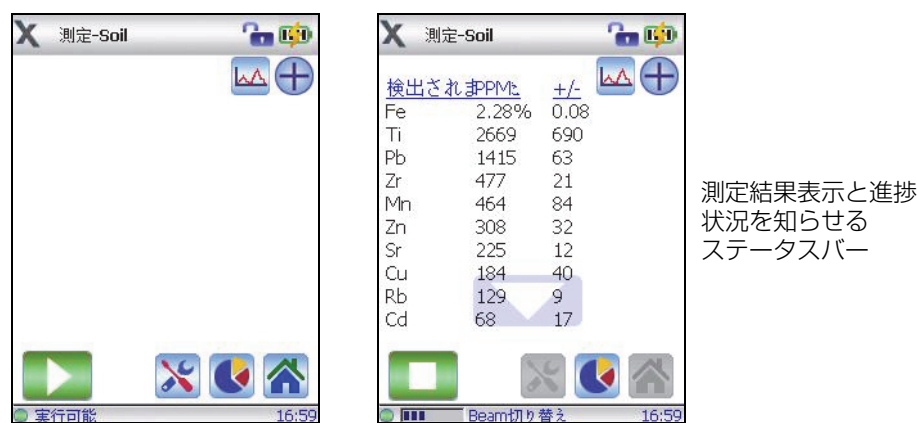 測定-Soil
実行可能 16:59
測定-Soil
検出されまPPMた +/-
Fe 2.28% 0.08
Ti 2669 690
Pb 1415 63
Zr 477 21
Mn 464 84
Zn 308 32
Sr 225 12
Cu 184 40
Rb 129 9
Cd 68 17
Beam切り替え 16:59
測定結果表示と進捗
状況を知らせる
ステータスバー